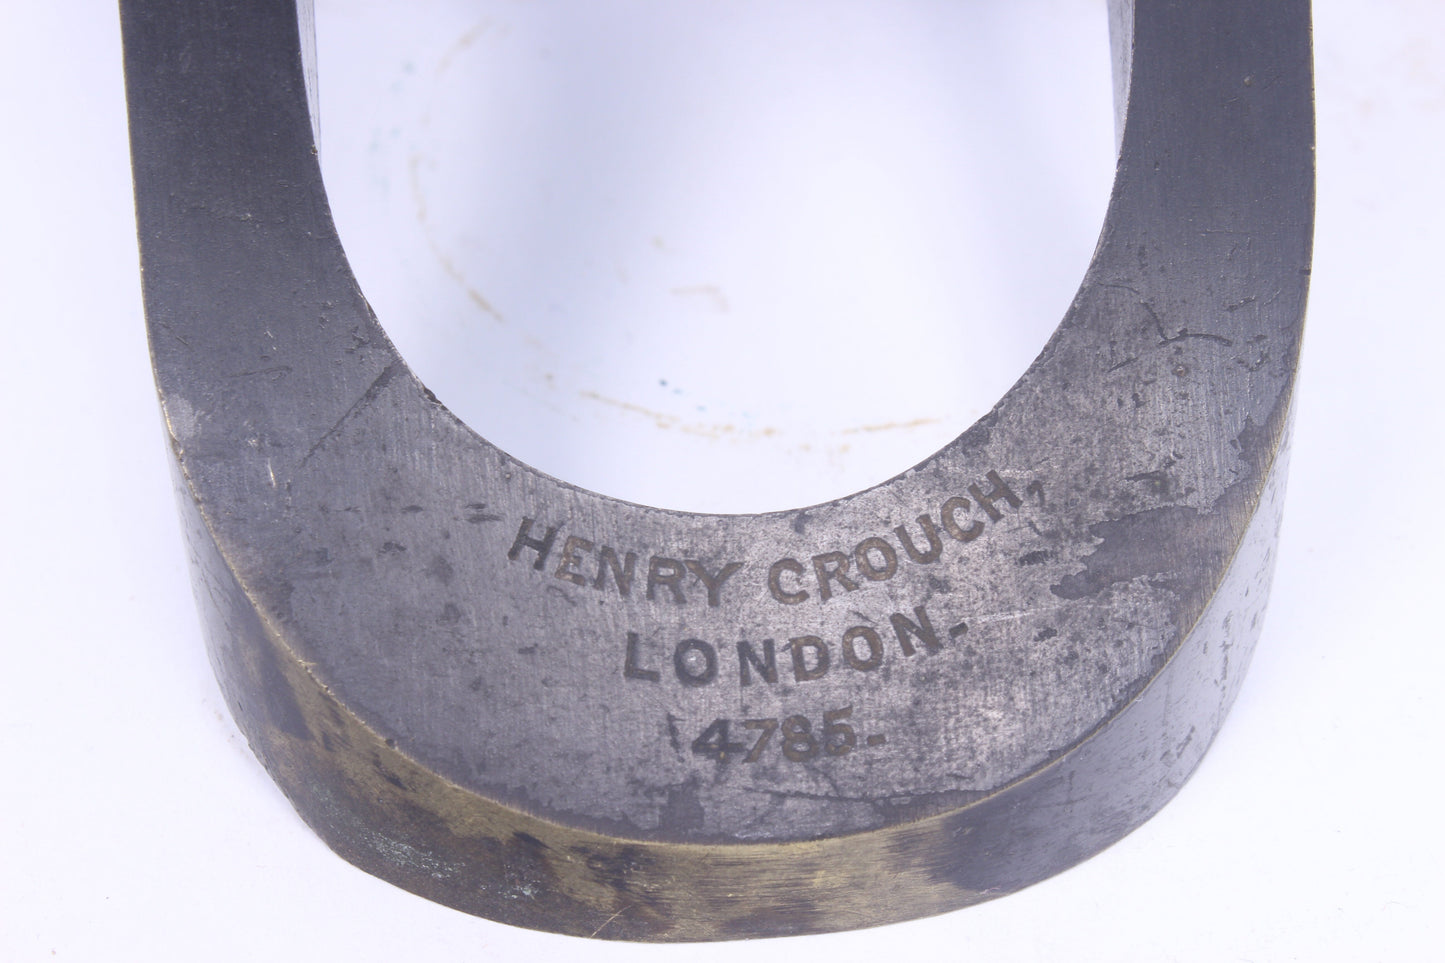 HENRY CROUCH,
LONDON.
4785.